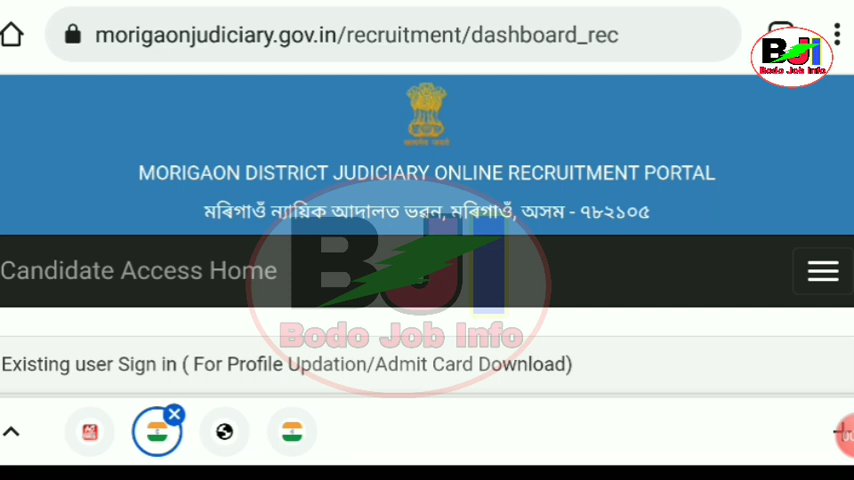 morigaonjudiciary.gov.in/recruitment/dashboard_rec
BJI
Bodo Job Info
MORIGAON DISTRICT JUDICIARY ONLINE RECRUITMENT PORTAL
মৰিগাওঁ ন্যায়িক আদালত ভৱন, মৰিগাওঁ, অসম - ৭৮২১০৫
Candidate Access Home
BJI
Bodo Job Info
Existing user Sign in ( For Profile Updation/Admit Card Download)